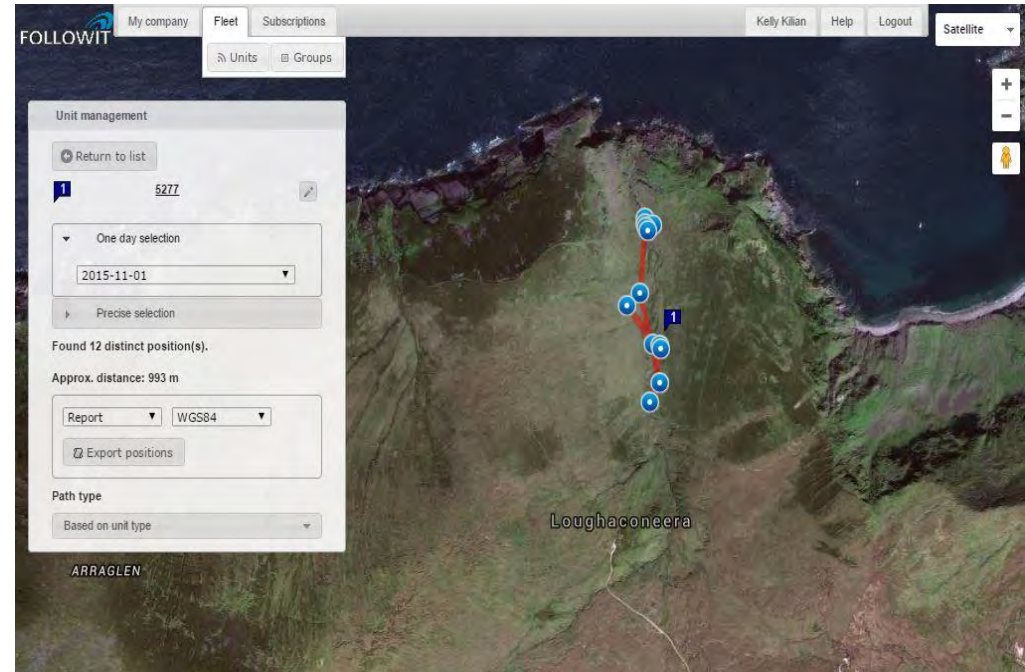 FOLLOWIT
My company
Fleet
Subscriptions
Kelly Kilian
Help
Logout
Satellite
Units
Groups
+
−
Unit management
Return to list
1
5277
One day selection
2015-11-01
Precise selection
Found 12 distinct position(s).
Approx. distance: 993 m
Report
WGS84
Export positions
Path type
Based on unit type
1
Loughaconeera
ARRAGLEN